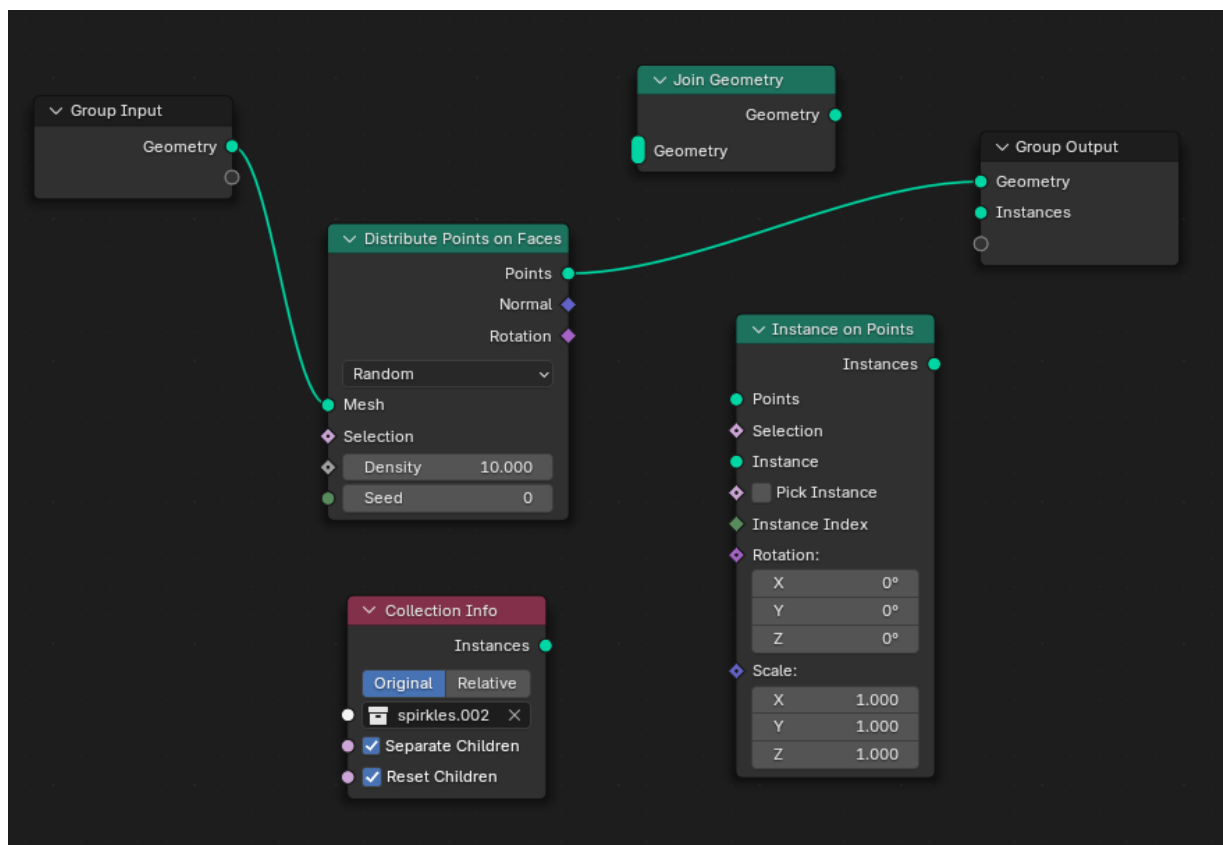 Group Input
Geometry
Join Geometry
Geometry
Geometry
Group Output
Geometry
Instances
Distribute Points on Faces
Points
Normal
Rotation
Random
Mesh
Selection
Density 10.000
Seed 0
Instance on Points
Instances
Points
Selection
Instance
Pick Instance
Instance Index
Rotation:
X 0°
Y 0°
Z 0°
Scale:
X 1.000
Y 1.000
Z 1.000
Collection Info
Instances
Original Relative
spirkles.002
Separate Children
Reset Children